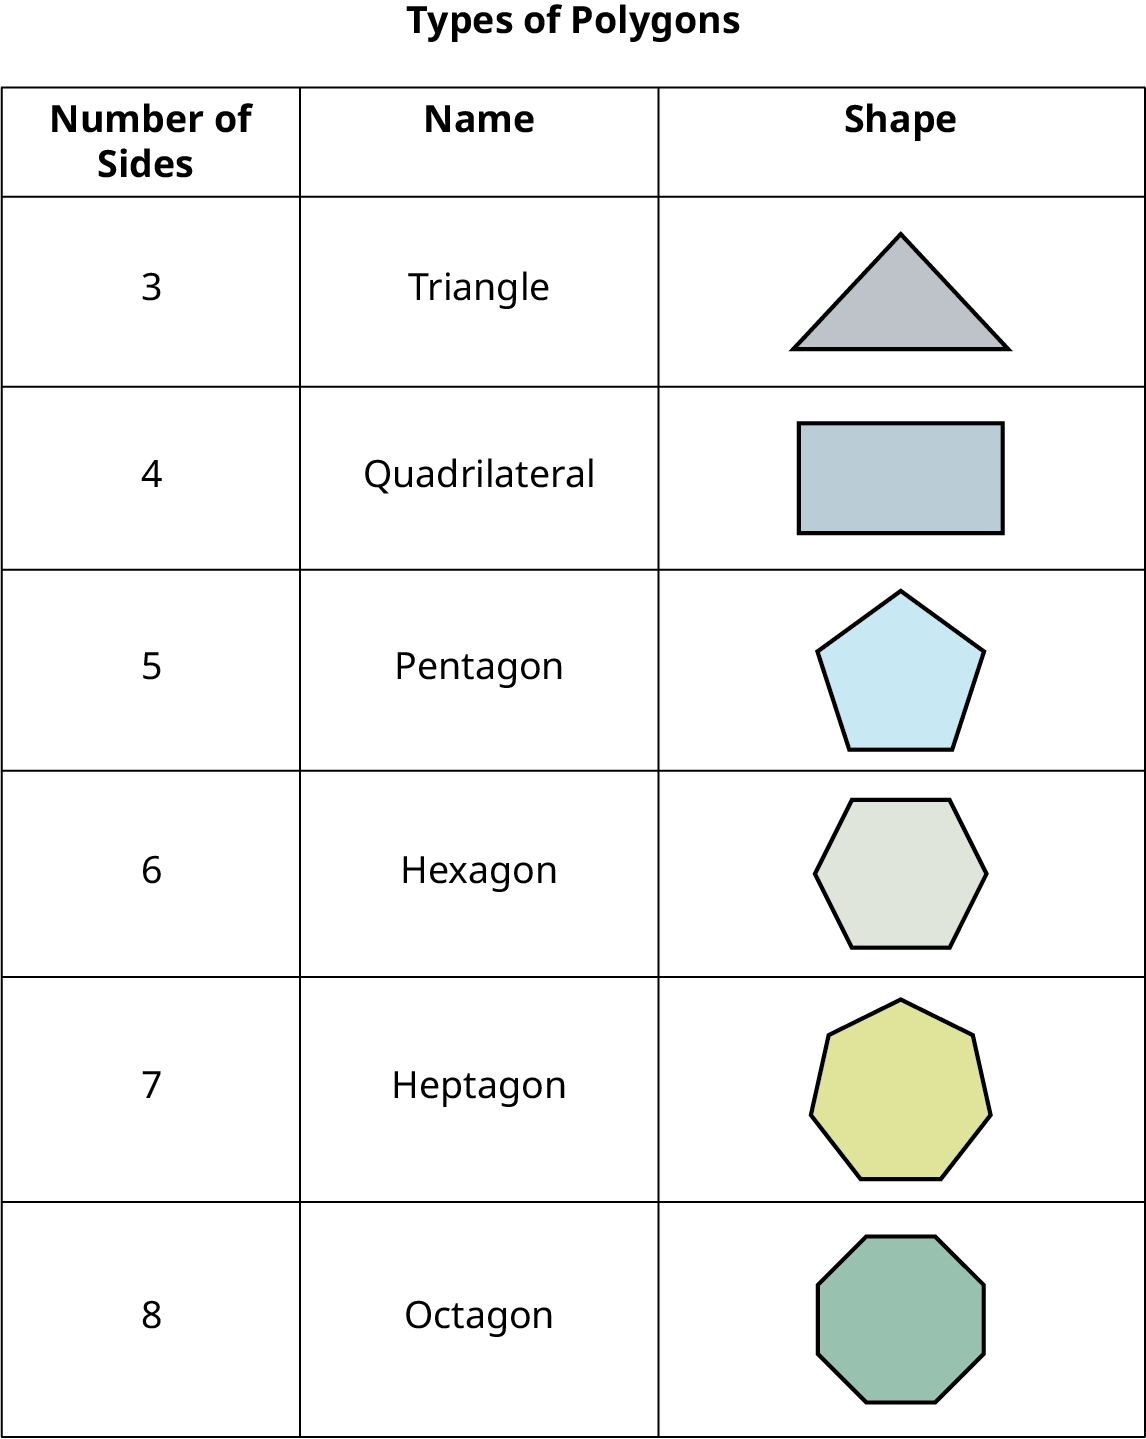 Types of Polygons
Number of Sides Name Shape
3 Triangle
4 Quadrilateral
5 Pentagon
6 Hexagon
7 Heptagon
8 Octagon